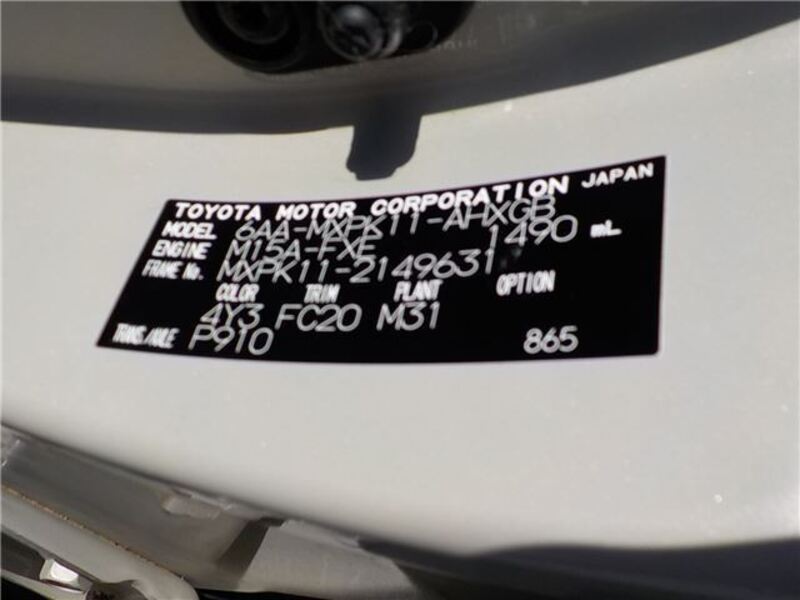 TOYOTA MOTOR CORPORATION JAPAN
MODEL 6AA-MXPK11-AHXGB
ENGINE M15A-FXE 1490 mL
FRAME No. MXPK11-2149631
COLOR TRIM PLANT OPTION
4Y3 FC20 M31
TRANS./AXLE P910 865